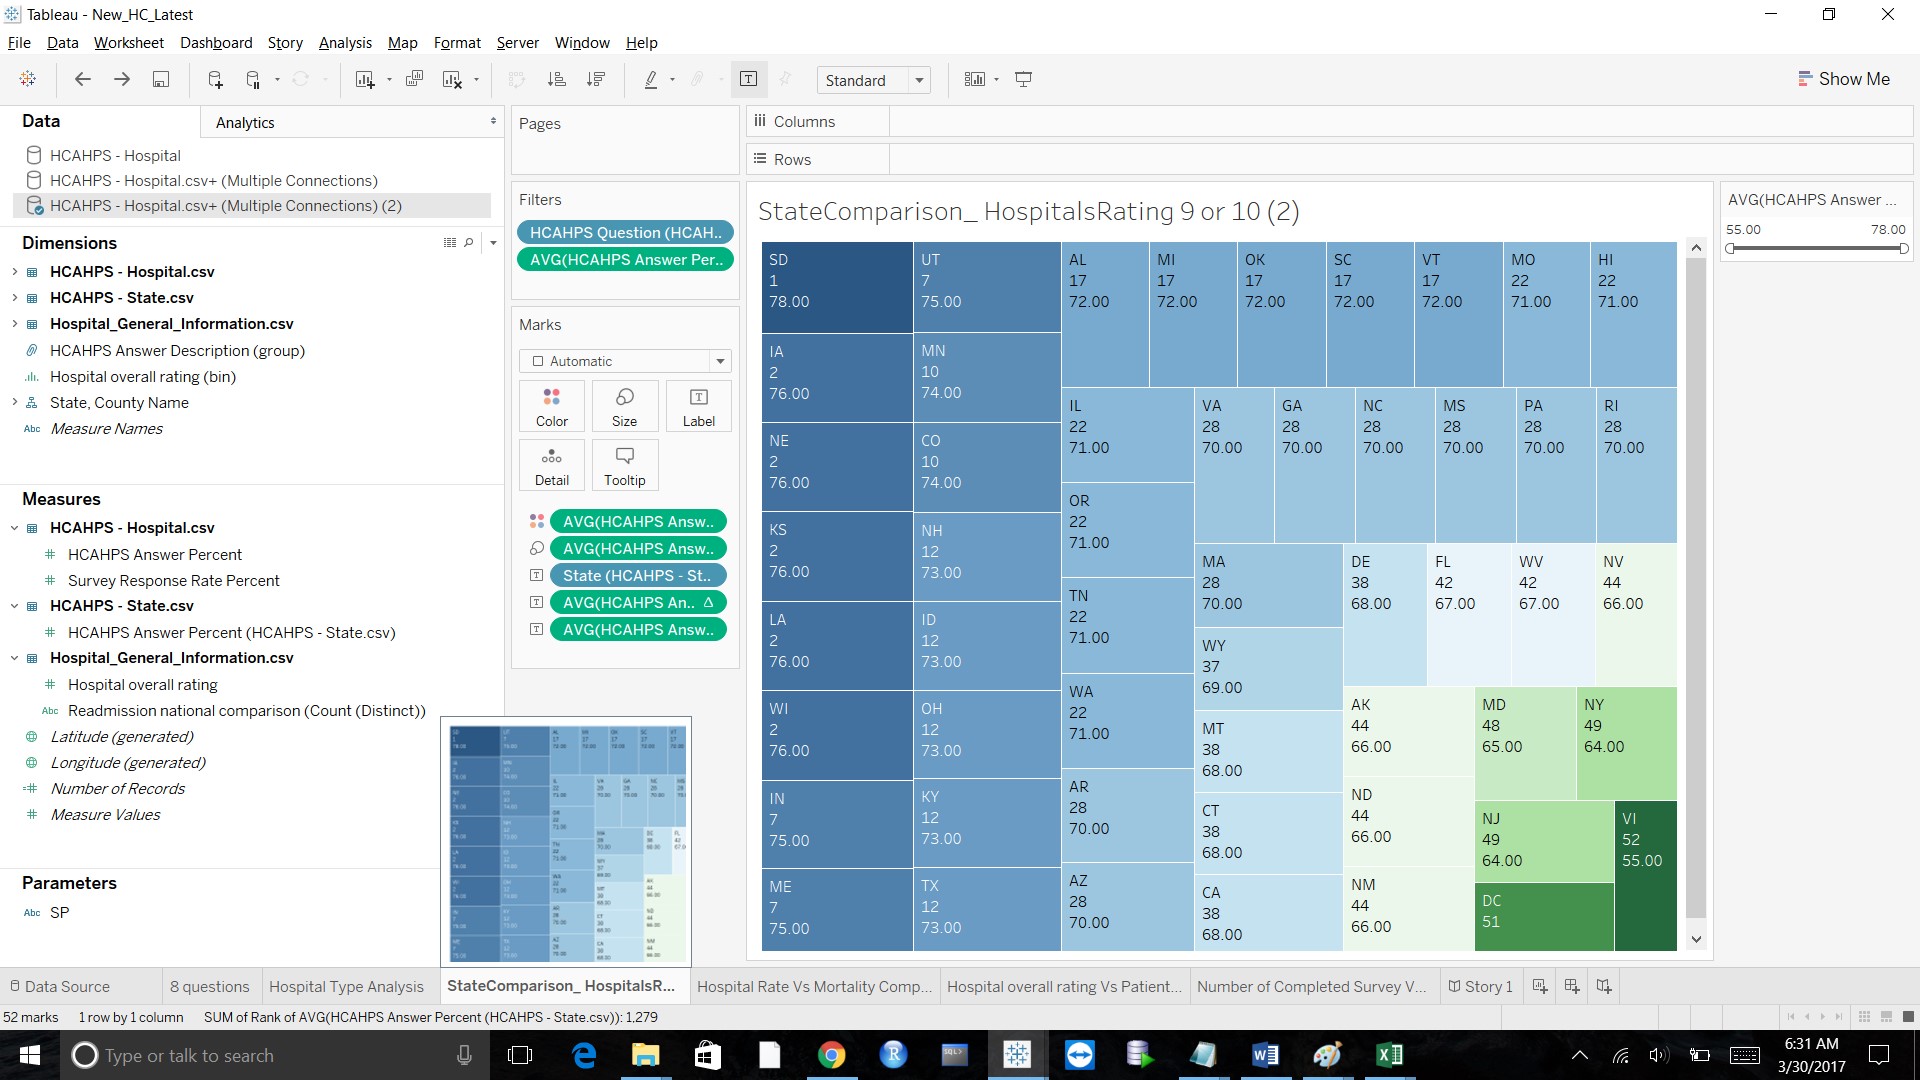 Tableau - New_HC_Latest
File Data Worksheet Dashboard Story Analysis Map Format Server Window Help
Standard
Show Me
Data
Analytics
HCAHPS - Hospital
HCAHPS - Hospital.csv+ (Multiple Connections)
HCAHPS - Hospital.csv+ (Multiple Connections) (2)
Dimensions
HCAHPS - Hospital.csv
HCAHPS - State.csv
Hospital_General_Information.csv
HCAHPS Answer Description (group)
Hospital overall rating (bin)
State, County Name
Abc Measure Names
Measures
HCAHPS - Hospital.csv
# HCAHPS Answer Percent
# Survey Response Rate Percent
HCAHPS - State.csv
# HCAHPS Answer Percent (HCAHPS - State.csv)
Hospital_General_Information.csv
# Hospital overall rating
Abc Readmission national comparison (Count (Distinct))
Latitude (generated)
Longitude (generated)
=# Number of Records
# Measure Values
Parameters
Abc SP
Pages
Filters
HCAHPS Question (HCAH..
AVG(HCAHPS Answer Per..
Marks
Automatic
Color
Size
Label
Detail
Tooltip
AVG(HCAHPS Answ..
AVG(HCAHPS Answ..
State (HCAHPS - St..
AVG(HCAHPS An.. Δ
AVG(HCAHPS Answ..
Columns
Rows
StateComparison_ HospitalsRating 9 or 10 (2)
SD
1
78.00
IA
2
76.00
NE
2
76.00
KS
2
76.00
LA
2
76.00
WI
2
76.00
IN
7
75.00
ME
7
75.00
UT
7
75.00
MN
10
74.00
CO
10
74.00
NH
12
73.00
ID
12
73.00
OH
12
73.00
KY
12
73.00
TX
12
73.00
AL
17
72.00
MI
17
72.00
OK
17
72.00
SC
17
72.00
VT
17
72.00
MO
22
71.00
HI
22
71.00
IL
22
71.00
OR
22
71.00
TN
22
71.00
WA
22
71.00
AR
28
70.00
AZ
28
70.00
VA
28
70.00
GA
28
70.00
NC
28
70.00
MS
28
70.00
PA
28
70.00
RI
28
70.00
MA
28
70.00
WY
37
69.00
MT
38
68.00
CT
38
68.00
CA
38
68.00
DE
38
68.00
FL
42
67.00
WV
42
67.00
NV
44
66.00
AK
44
66.00
ND
44
66.00
NM
44
66.00
MD
48
65.00
NY
49
64.00
NJ
49
64.00
DC
51
VI
52
55.00
AVG(HCAHPS Answer ...
55.00 78.00
Data Source
8 questions
Hospital Type Analysis
StateComparison_ HospitalsR...
Hospital Rate Vs Mortality Comp...
Hospital overall rating Vs Patient...
Number of Completed Survey V...
Story 1
52 marks 1 row by 1 column SUM of Rank of AVG(HCAHPS Answer Percent (HCAHPS - State.csv)): 1,279
Type or talk to search
SQL>
6:31 AM
3/30/2017